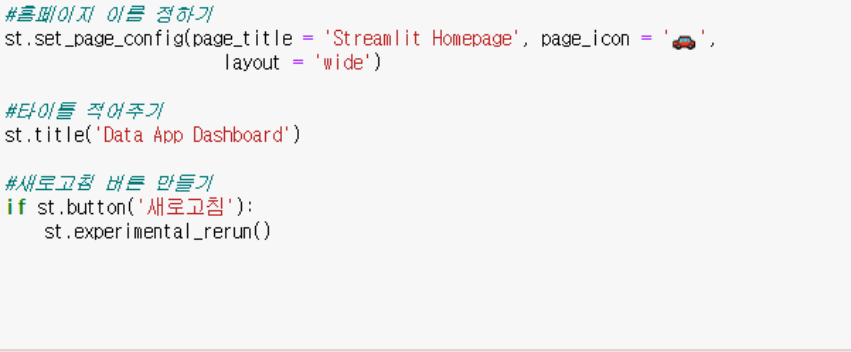 #홈페이지 이름 정하기
st.set_page_config(page_title = 'Streamlit Homepage', page_icon = '🚗',
layout = 'wide')
#타이틀 적어주기
st.title('Data App Dashboard')
#새로고침 버튼 만들기
if st.button('새로고침'):
st.experimental_rerun()